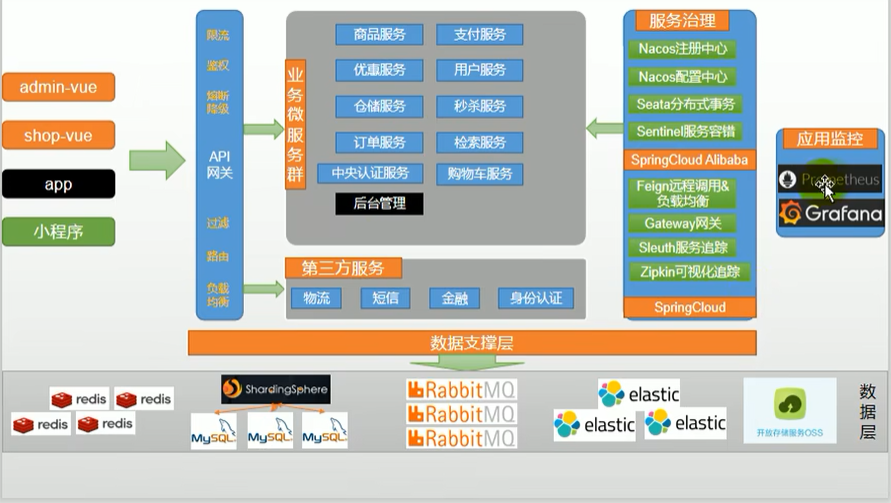 admin-vue
shop-vue
app
小程序
限流
鉴权
熔断
降级
API
网关
过滤
路由
负载
均衡
业务微服务群
商品服务
支付服务
优惠服务
用户服务
仓储服务
秒杀服务
订单服务
检索服务
中央认证服务
购物车服务
后台管理
第三方服务
物流
短信
金融
身份认证
服务治理
Nacos注册中心
Nacos配置中心
Seata分布式事务
Sentinel服务容错
SpringCloud Alibaba
Feign远程调用&
负载均衡
Gateway网关
Sleuth服务追踪
Zipkin可视化追踪
SpringCloud
应用监控
Prometheus
Grafana
数据支撑层
redis
redis
redis
redis
ShardingSphere
MySQL
MySQL
MySQL
RabbitMQ
RabbitMQ
RabbitMQ
elastic
elastic
elastic
开放存储服务OSS
数据层